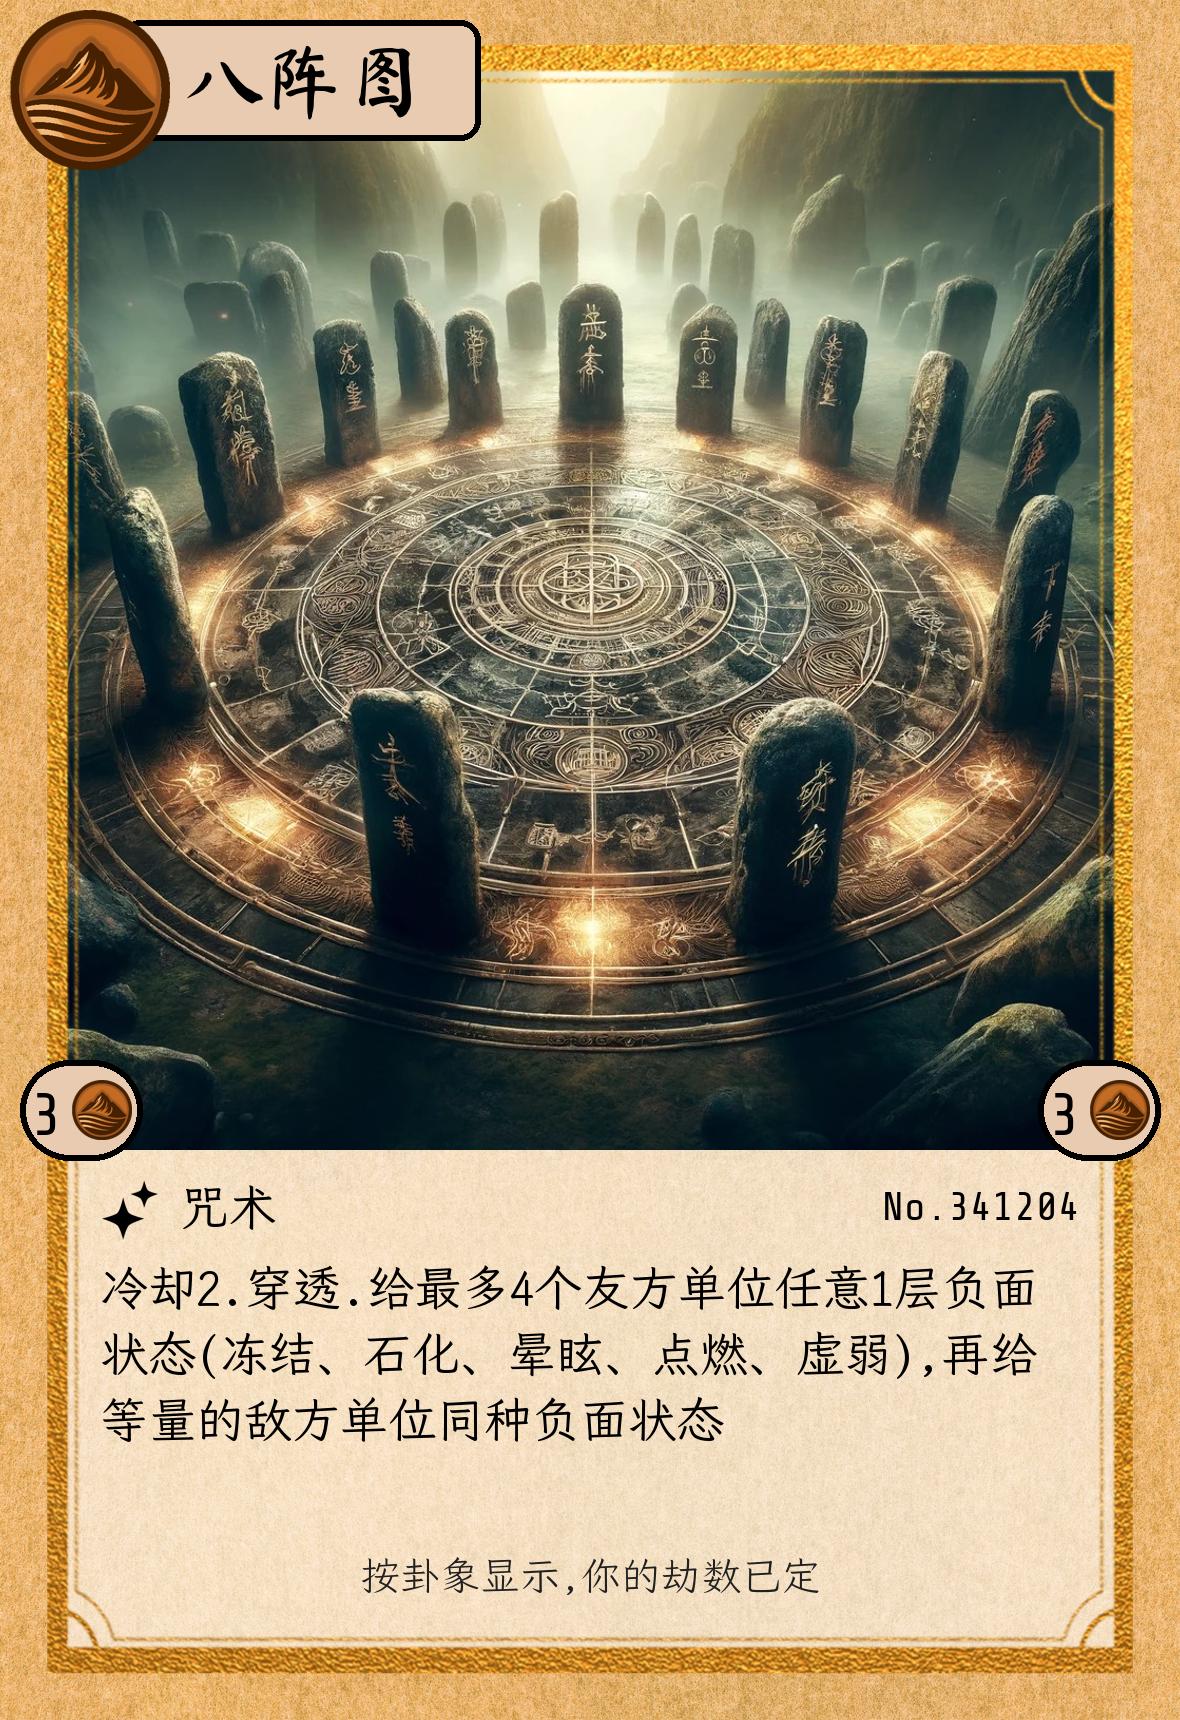 八阵图
3
3
咒术
No.341204
冷却2.穿透.给最多4个友方单位任意1层负面
状态(冻结、石化、晕眩、点燃、虚弱),再给
等量的敌方单位同种负面状态
按卦象显示,你的劫数已定